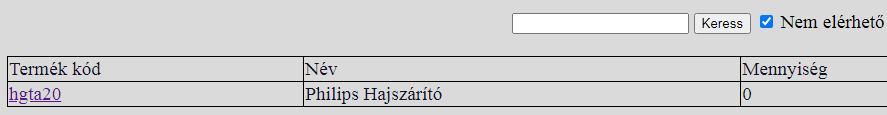 Keress Nem elérhető
Termék kód Név Mennyiség
hgta20 Philips Hajszárító 0